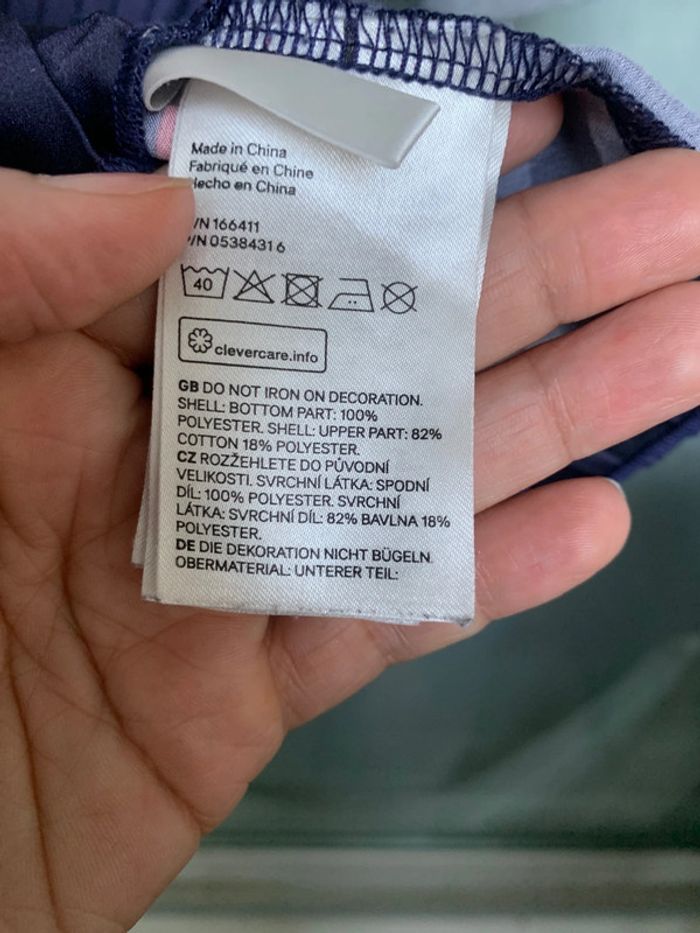 Made in China
Fabriqué en Chine
Hecho en China
/N 166411
/N 0538431 6
40
clevercare.info
GB DO NOT IRON ON DECORATION.
SHELL: BOTTOM PART: 100%
POLYESTER. SHELL: UPPER PART: 82%
COTTON 18% POLYESTER.
CZ ROZŽEHLETE DO PŮVODNÍ
VELIKOSTI. SVRCHNÍ LÁTKA: SPODNÍ
DÍL: 100% POLYESTER. SVRCHNÍ
LÁTKA: SVRCHNÍ DÍL: 82% BAVLNA 18%
POLYESTER.
DE DIE DEKORATION NICHT BÜGELN.
OBERMATERIAL: UNTERER TEIL: